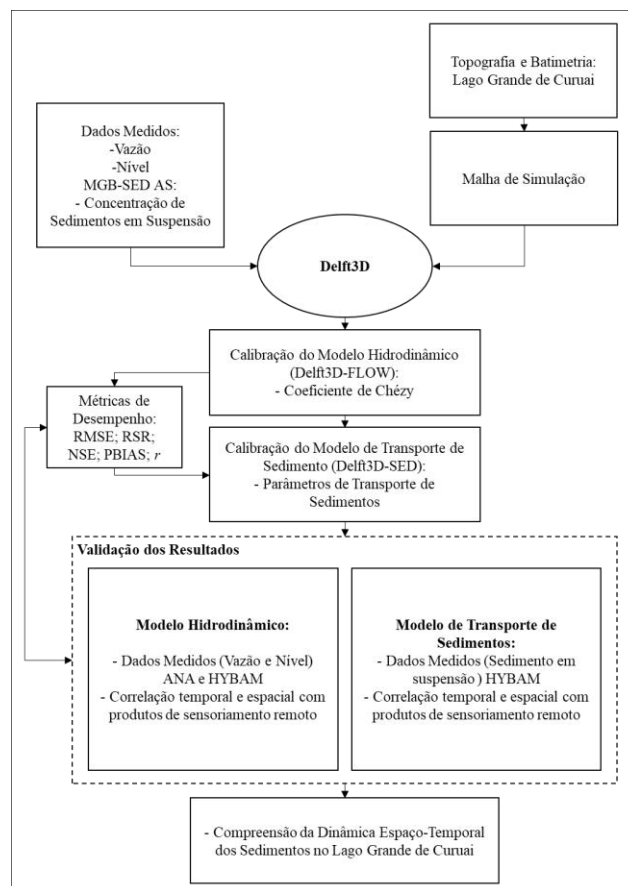 Topografia e Batimetria:
Lago Grande de Curuai
Dados Medidos:
-Vazão
-Nível
MGB-SED AS:
- Concentração de
Sedimentos em Suspensão
Malha de Simulação
Delft3D
Calibração do Modelo Hidrodinâmico
(Delft3D-FLOW):
- Coeficiente de Chézy
Métricas de
Desempenho:
RMSE; RSR;
NSE; PBIAS; r
Calibração do Modelo de Transporte de
Sedimento (Delft3D-SED):
- Parâmetros de Transporte de
Sedimentos
Validação dos Resultados
Modelo Hidrodinâmico:
- Dados Medidos (Vazão e Nível)
ANA e HYBAM
- Correlação temporal e espacial com
produtos de sensoriamento remoto
Modelo de Transporte de
Sedimentos:
- Dados Medidos (Sedimento em
suspensão ) HYBAM
- Correlação temporal e espacial com
produtos de sensoriamento remoto
- Compreensão da Dinâmica Espaço-Temporal
dos Sedimentos no Lago Grande de Curuai